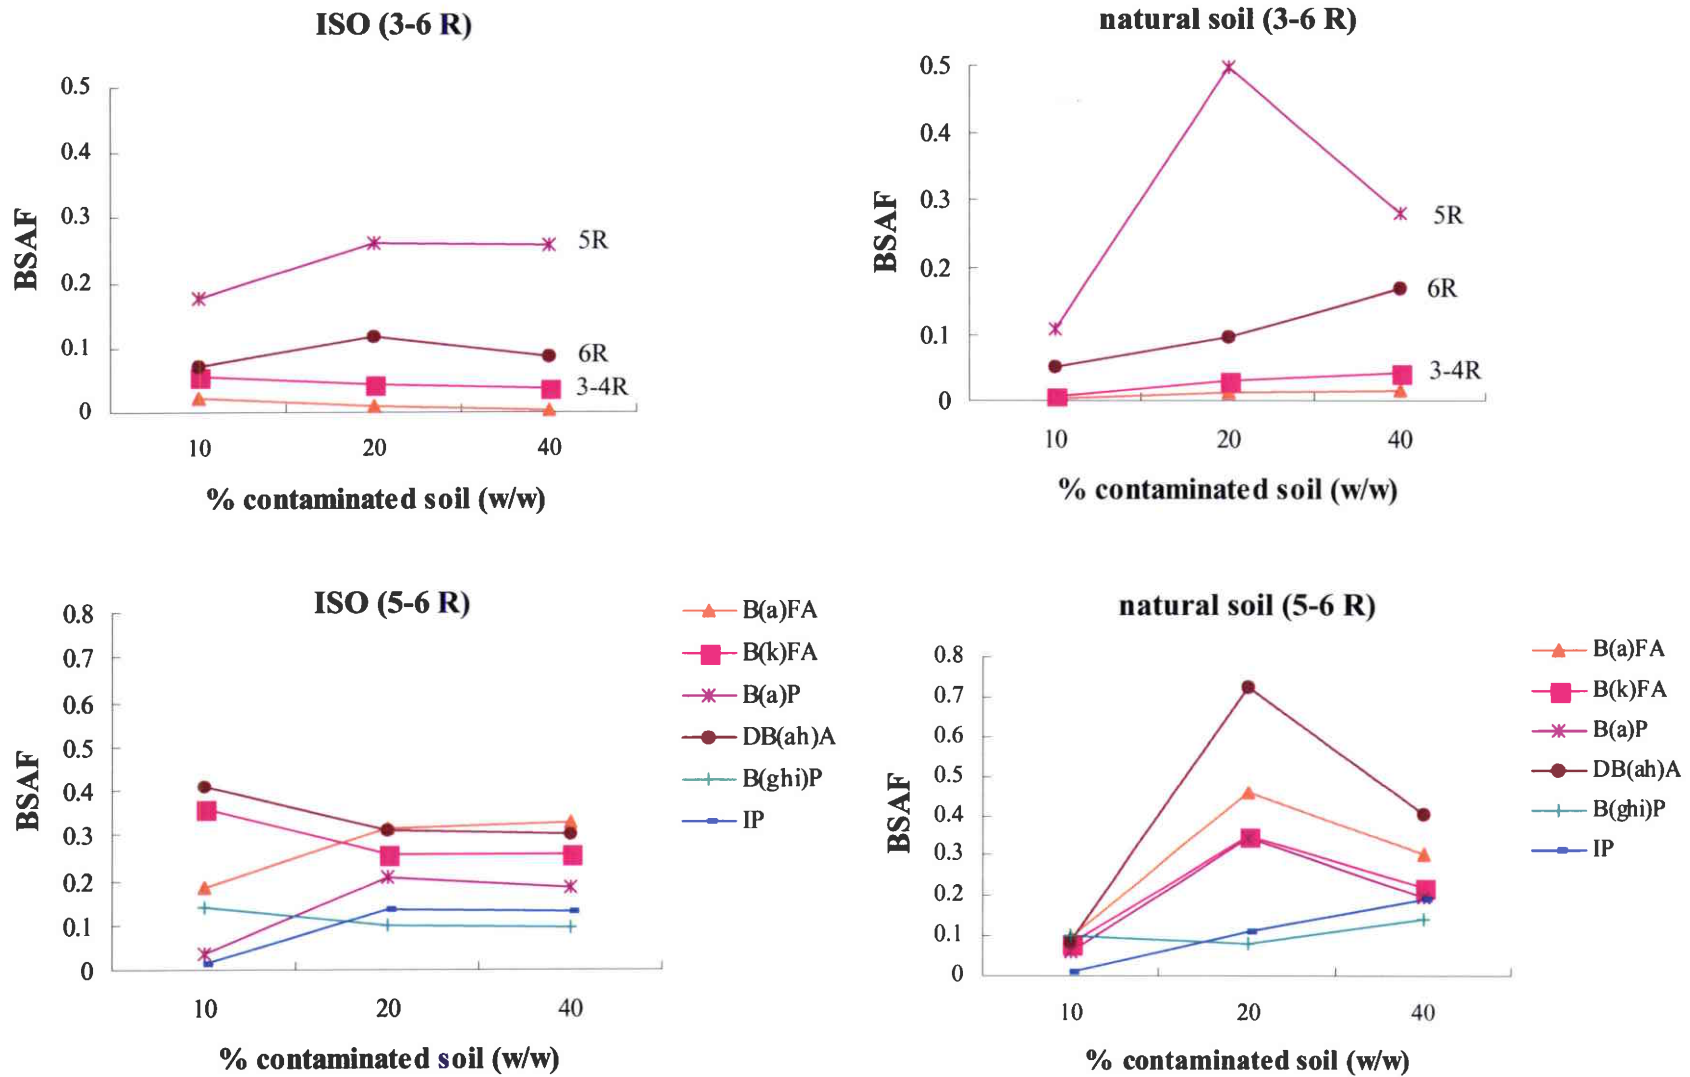 ISO (3-6 R)
0.5
0.4
0.3
0.2
0.1
0
BSAF
5R
6R
3-4R
10 20 40
% contaminated soil (w/w)
natural soil (3-6 R)
0.5
0.4
0.3
0.2
0.1
0
BSAF
5R
6R
3-4R
10 20 40
% contaminated soil (w/w)
ISO (5-6 R)
0.8
0.7
0.6
0.5
0.4
0.3
0.2
0.1
0
BSAF
10 20 40
% contaminated soil (w/w)
B(a)FA
B(k)FA
B(a)P
DB(ah)A
B(ghi)P
IP
natural soil (5-6 R)
0.8
0.7
0.6
0.5
0.4
0.3
0.2
0.1
0
BSAF
10 20 40
% contaminated soil (w/w)
B(a)FA
B(k)FA
B(a)P
DB(ah)A
B(ghi)P
IP